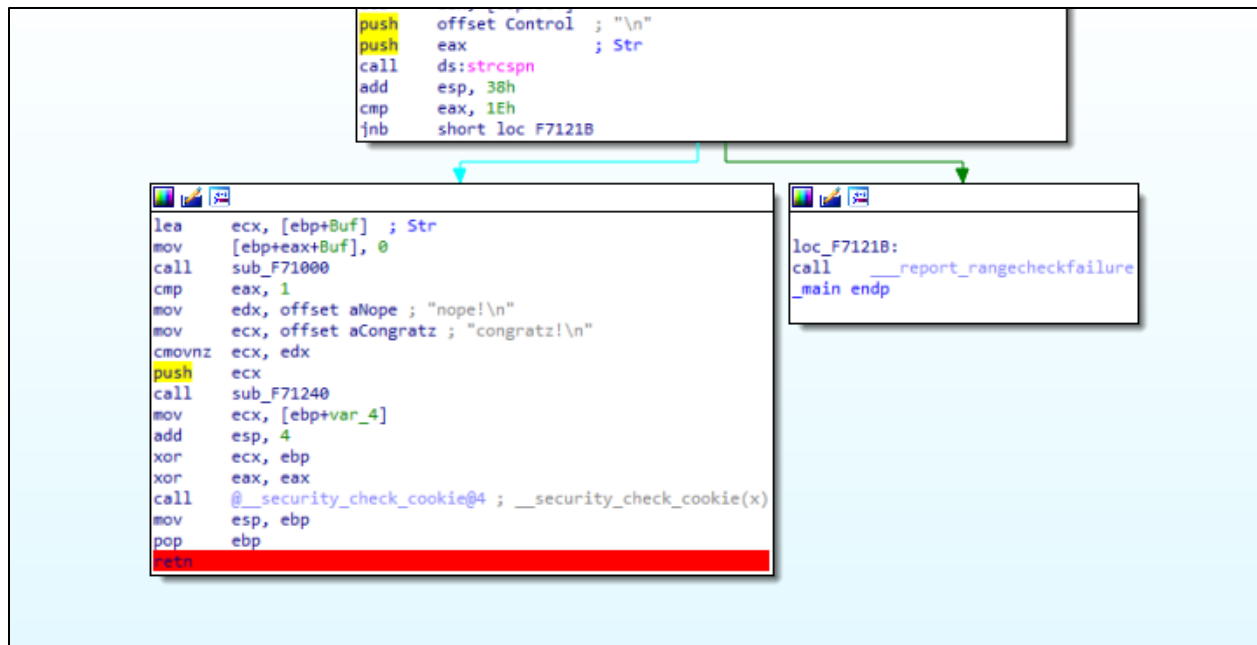 push offset Control ; "\n"
push eax ; Str
call ds:strcspn
add esp, 38h
cmp eax, 1Eh
jnb short loc F7121B
lea ecx, [ebp+Buf] ; Str
mov [ebp+eax+Buf], 0
call sub_F71000
cmp eax, 1
mov edx, offset aNope ; "nope!\n"
mov ecx, offset aCongratz ; "congratz!\n"
cmovnz ecx, edx
push ecx
call sub_F71240
mov ecx, [ebp+var_4]
add esp, 4
xor ecx, ebp
xor eax, eax
call @__security_check_cookie@4 ; __security_check_cookie(x)
mov esp, ebp
pop ebp
retn
loc_F7121B:
call ___report_rangecheckfailure
_main endp